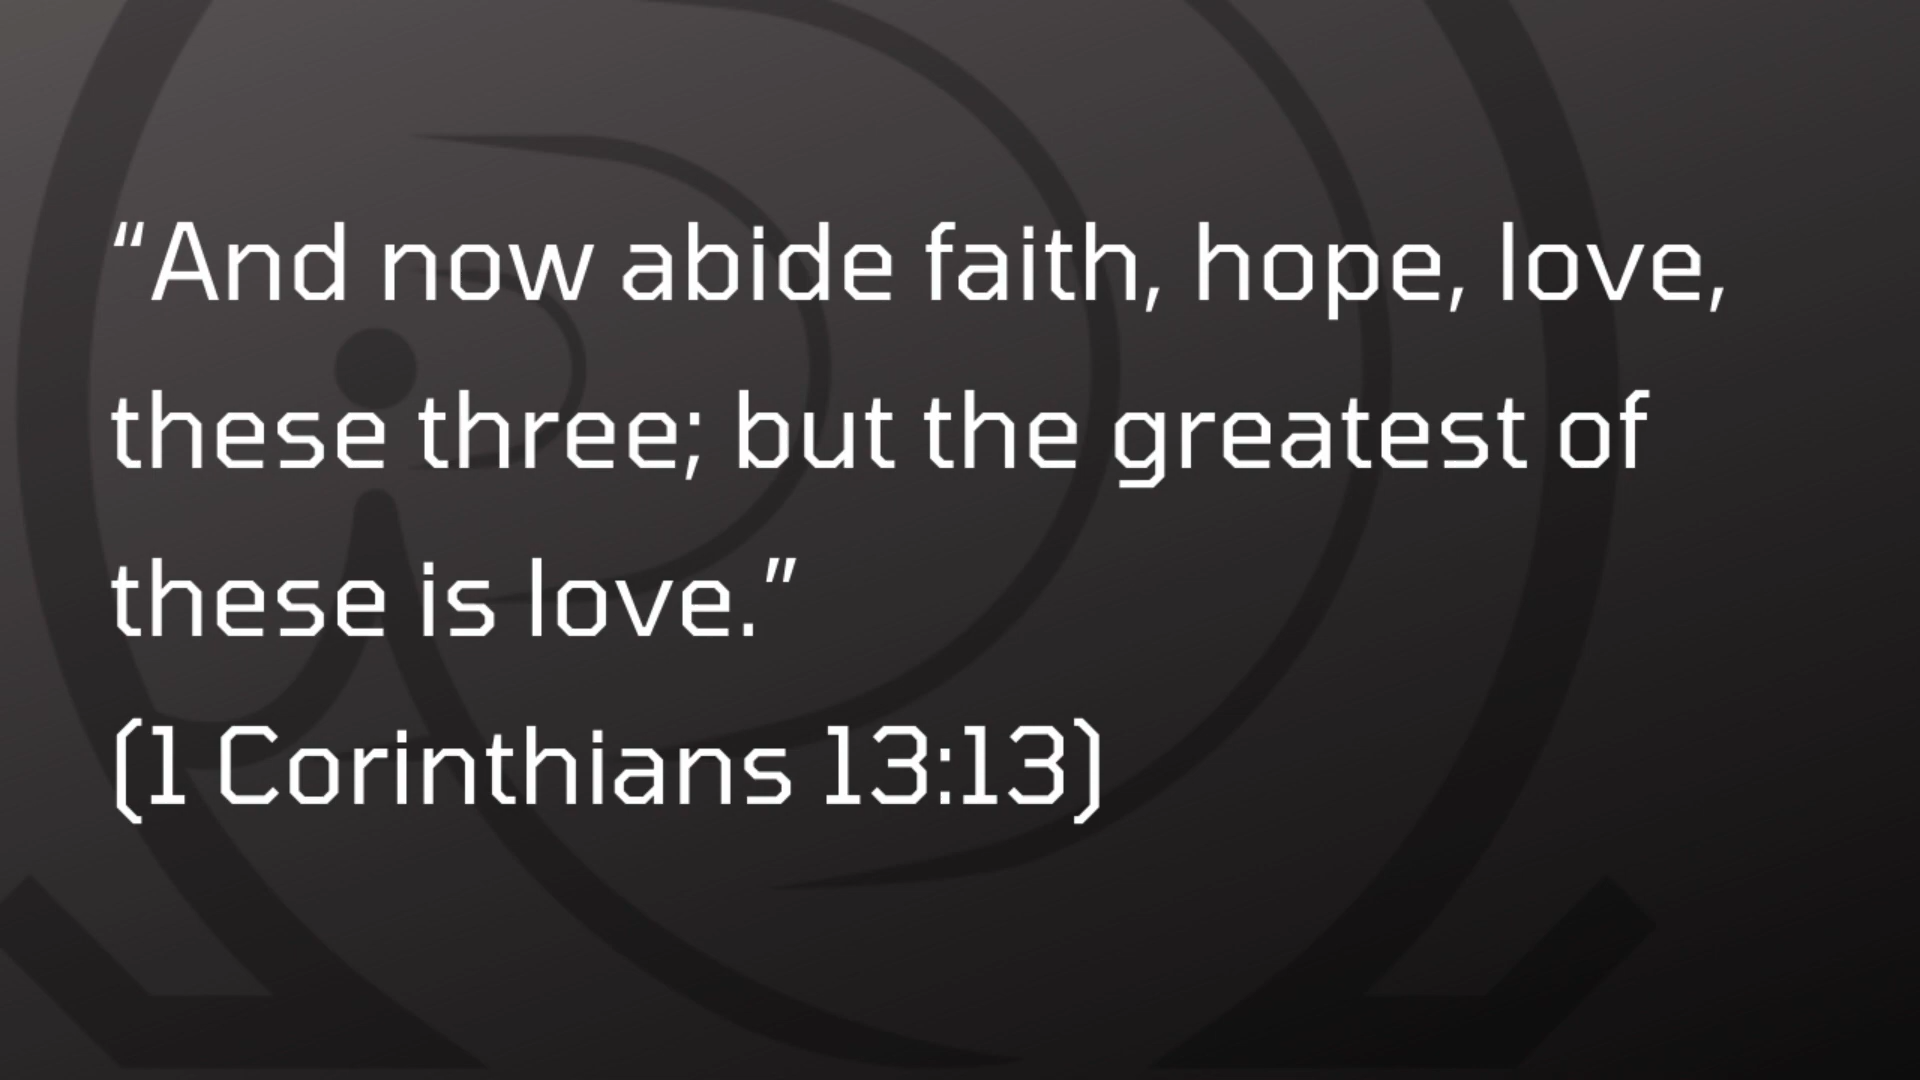 “And now abide faith, hope, love,
these three; but the greatest of
these is love.”
(1 Corinthians 13:13)